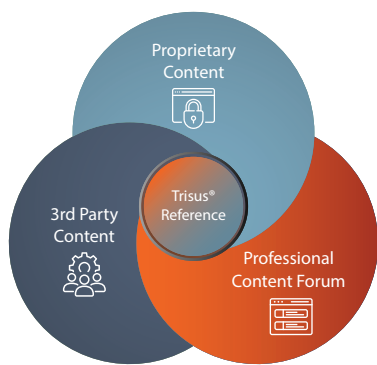 Proprietary
Content
Trisus®
Reference
3rd Party
Content
Professional
Content Forum